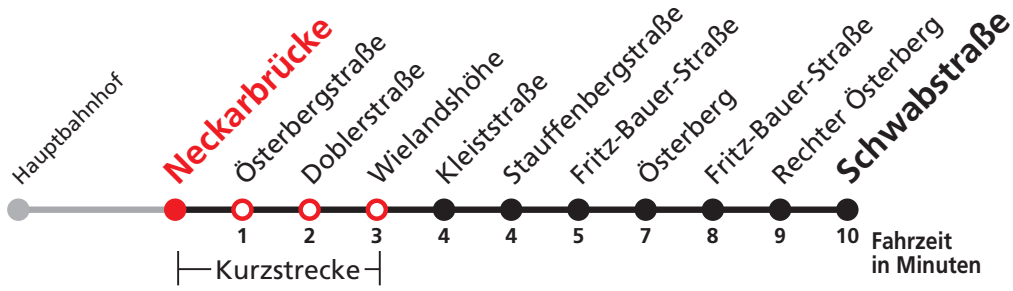 Hauptbahnhof
Neckarbrücke
Österbergstraße
Doblerstraße
Wielandshöhe
Kleiststraße
Stauffenbergstraße
Fritz-Bauer-Straße
Österberg
Fritz-Bauer-Straße
Rechter Österberg
Schwabstraße
1 2 3 4 4 5 7 8 9 10
Fahrzeit
in Minuten
Kurzstrecke